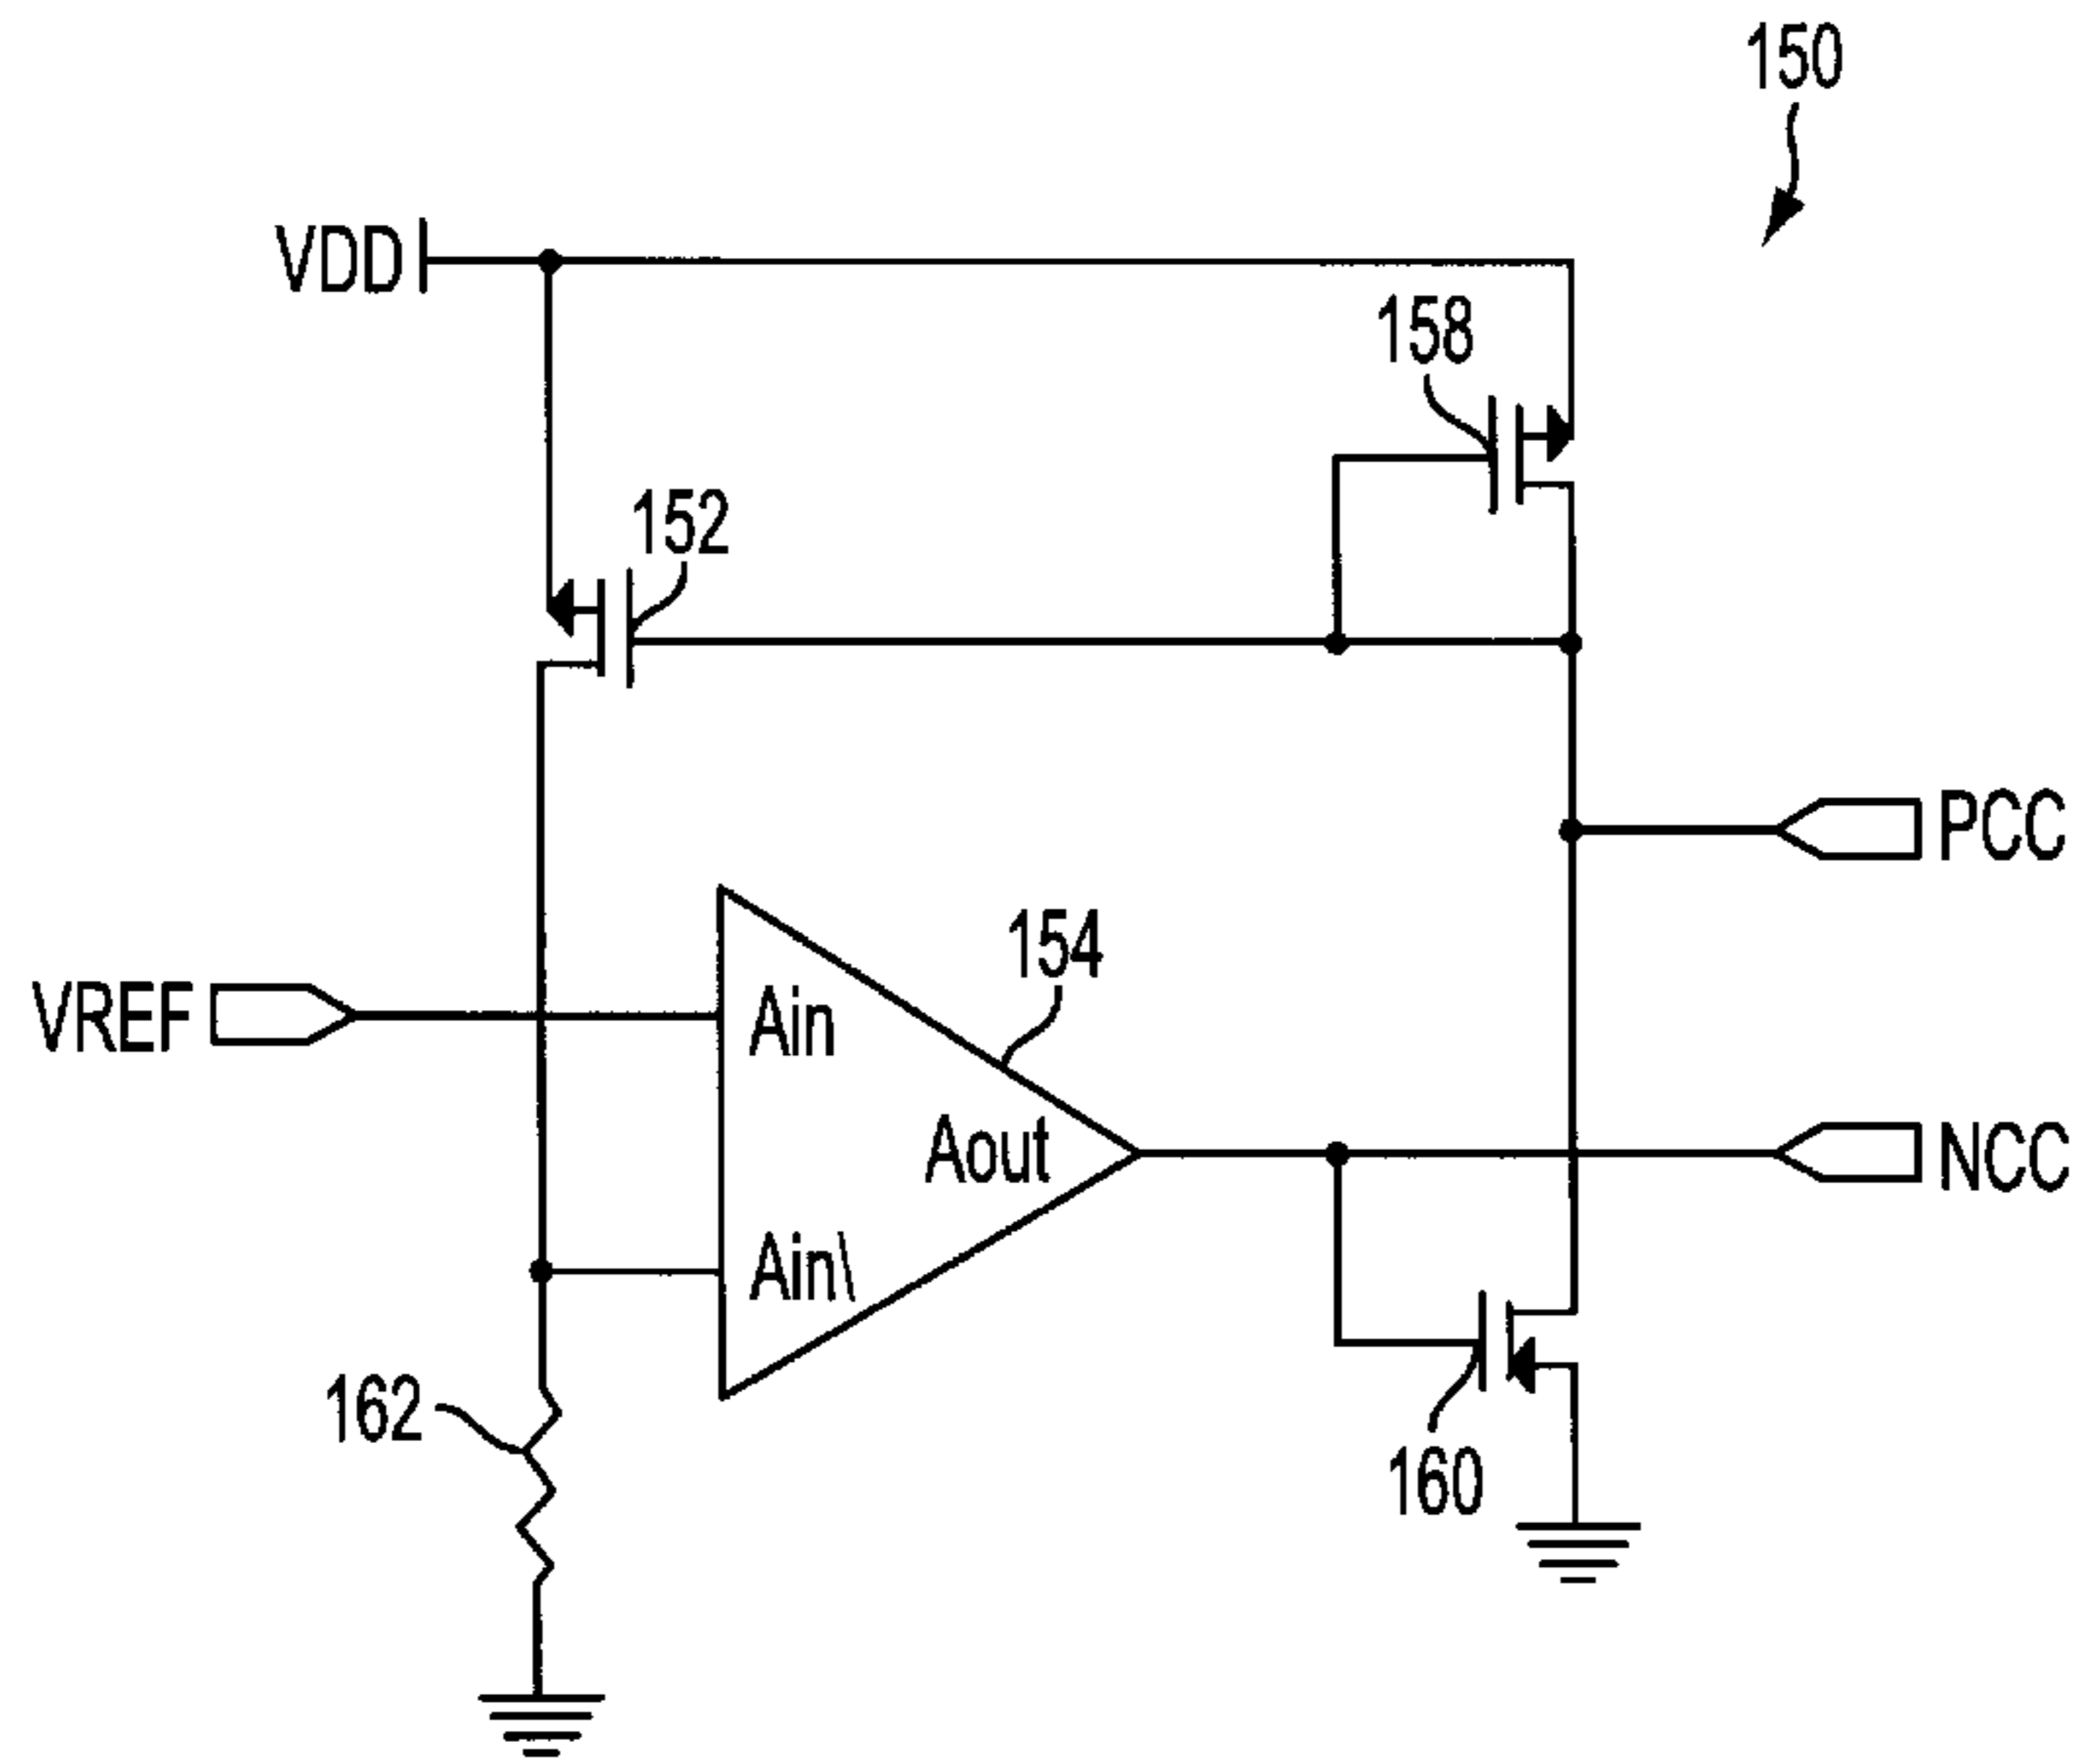 150
VDD
158
152
PCC
154
VREF
Ain
Aout
NCC
Ain\
162
160